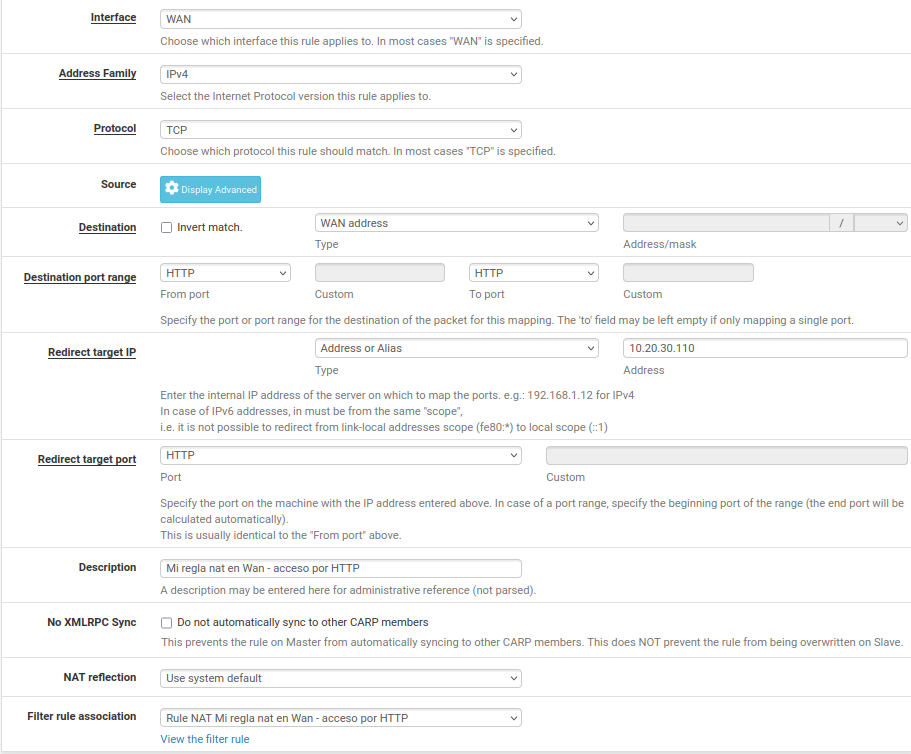 Interface
WAN
Choose which interface this rule applies to. In most cases "WAN" is specified.
Address Family
IPv4
Select the Internet Protocol version this rule applies to.
Protocol
TCP
Choose which protocol this rule should match. In most cases "TCP" is specified.
Source
Display Advanced
Destination
Invert match.
WAN address
/
Type
Address/mask
Destination port range
HTTP
HTTP
From port
Custom
To port
Custom
Specify the port or port range for the destination of the packet for this mapping. The 'to' field may be left empty if only mapping a single port.
Redirect target IP
Address or Alias
10.20.30.110
Type
Address
Enter the internal IP address of the server on which to map the ports. e.g.: 192.168.1.12 for IPv4
In case of IPv6 addresses, in must be from the same "scope",
i.e. it is not possible to redirect from link-local addresses scope (fe80:*) to local scope (::1)
Redirect target port
HTTP
Port
Custom
Specify the port on the machine with the IP address entered above. In case of a port range, specify the beginning port of the range (the end port will be
calculated automatically).
This is usually identical to the "From port" above.
Description
Mi regla nat en Wan - acceso por HTTP
A description may be entered here for administrative reference (not parsed).
No XMLRPC Sync
Do not automatically sync to other CARP members
This prevents the rule on Master from automatically syncing to other CARP members. This does NOT prevent the rule from being overwritten on Slave.
NAT reflection
Use system default
Filter rule association
Rule NAT Mi regla nat en Wan - acceso por HTTP
View the filter rule